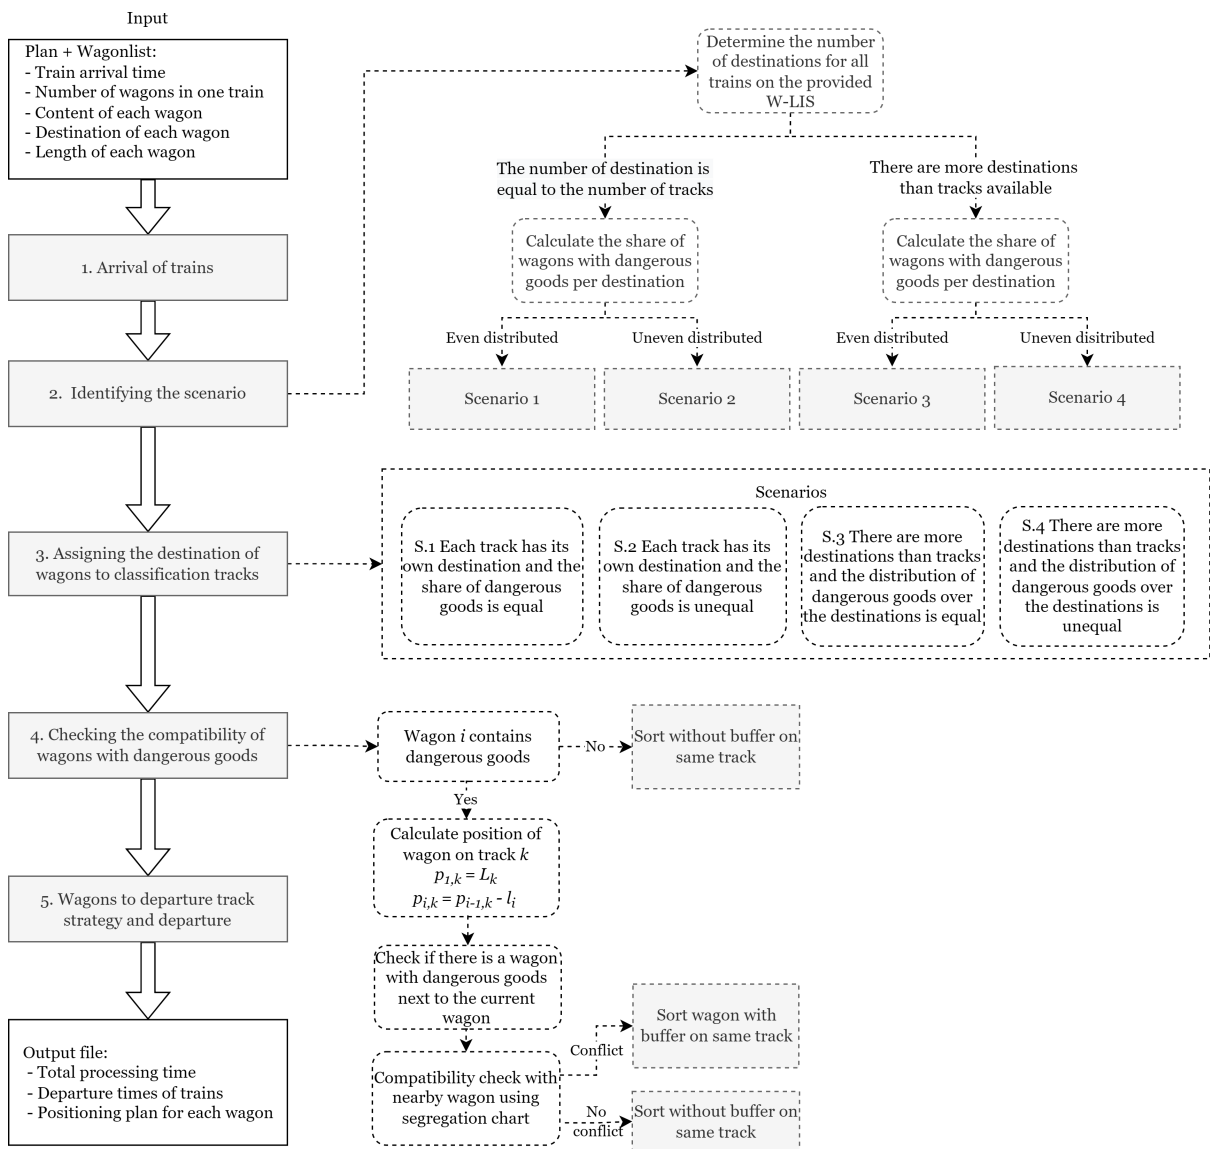 Input
Plan + Wagonlist:
- Train arrival time
- Number of wagons in one train
- Content of each wagon
- Destination of each wagon
- Length of each wagon
1. Arrival of trains
2. Identifying the scenario
3. Assigning the destination of
wagons to classification tracks
4. Checking the compatibility of
wagons with dangerous goods
5. Wagons to departure track
strategy and departure
Output file:
- Total processing time
- Departure times of trains
- Positioning plan for each wagon
Determine the number
of destinations for all
trains on the provided
W-LIS
The number of destination is
equal to the number of tracks
There are more destinations
than tracks available
Calculate the share of
wagons with dangerous
goods per destination
Calculate the share of
wagons with dangerous
goods per destination
Even distributed
Uneven distributed
Even distributed
Uneven distributed
Scenario 1
Scenario 2
Scenario 3
Scenario 4
Scenarios
S.1 Each track has its
own destination and the
share of dangerous
goods is equal
S.2 Each track has its
own destination and the
share of dangerous
goods is unequal
S.3 There are more
destinations than tracks
and the distribution of
dangerous goods over
the destinations is equal
S.4 There are more
destinations than tracks
and the distribution of
dangerous goods over
the destinations is
unequal
Wagon i contains
dangerous goods
No
Sort without buffer on
same track
Yes
Calculate position of
wagon on track k
p1,k = Lk
pi,k = pi-1,k - li
Check if there is a wagon
with dangerous goods
next to the current
wagon
Compatibility check with
nearby wagon using
segregation chart
Conflict
Sort wagon with
buffer on same track
No
conflict
Sort without buffer on
same track